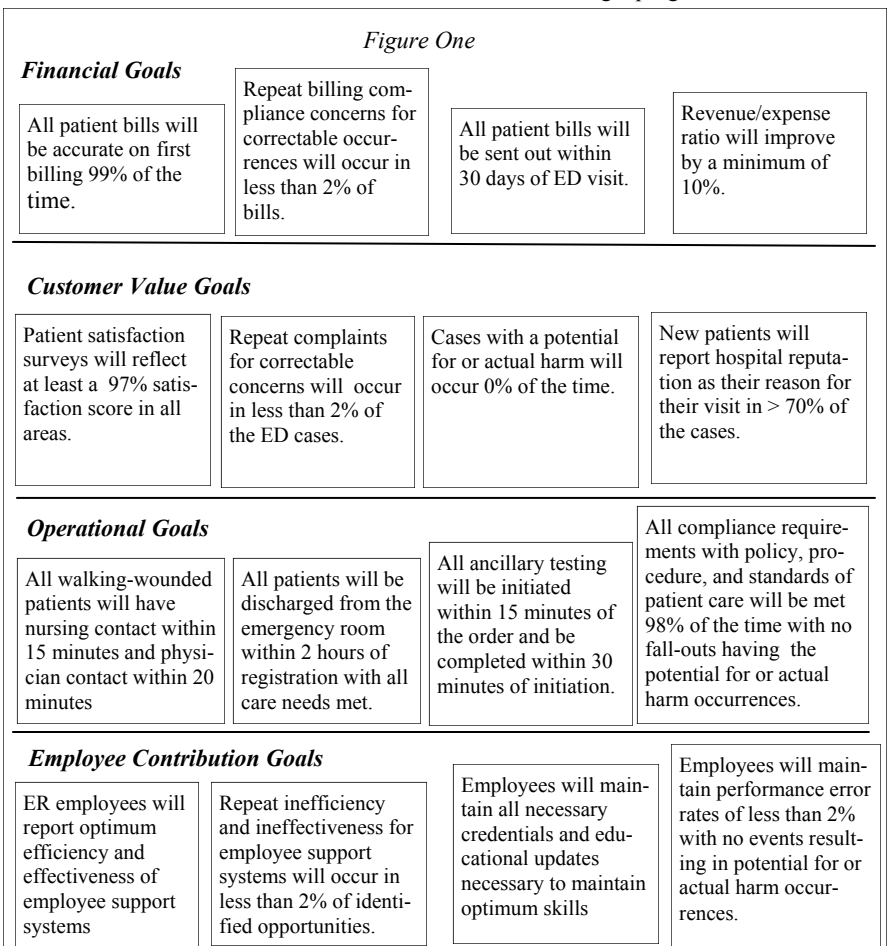 Figure One
Financial Goals
All patient bills will
be accurate on first
billing 99% of the
time.
Repeat billing com-
pliance concerns for
correctable occur-
rences will occur in
less than 2% of
bills.
All patient bills will
be sent out within
30 days of ED visit.
Revenue/expense
ratio will improve
by a minimum of
10%.
Customer Value Goals
Patient satisfaction
surveys will reflect
at least a  97% satis-
faction score in all
areas.
Repeat complaints
for correctable
concerns will  occur
in less than 2% of
the ED cases.
Cases with a potential
for or actual harm will
occur 0% of the time.
New patients will
report hospital reputa-
tion as their reason for
their visit in > 70% of
the cases.
Operational Goals
All walking-wounded
patients will have
nursing contact within
15 minutes and physi-
cian contact within 20
minutes
All patients will be
discharged from the
emergency room
within 2 hours of
registration with all
care needs met.
All ancillary testing
will be initiated
within 15 minutes of
the order and be
completed within 30
minutes of initiation.
All compliance require-
ments with policy, pro-
cedure, and standards of
patient care will be met
98% of the time with no
fall-outs having  the
potential for or actual
harm occurrences.
Employee Contribution Goals
ER employees will
report optimum
efficiency and
effectiveness of
employee support
systems
Repeat inefficiency
and ineffectiveness for
employee support
systems will occur in
less than 2% of identi-
fied opportunities.
Employees will main-
tain all necessary
credentials and edu-
cational updates
necessary to maintain
optimum skills
Employees will main-
tain performance error
rates of less than 2%
with no events result-
ing in potential for or
actual harm occur-
rences.